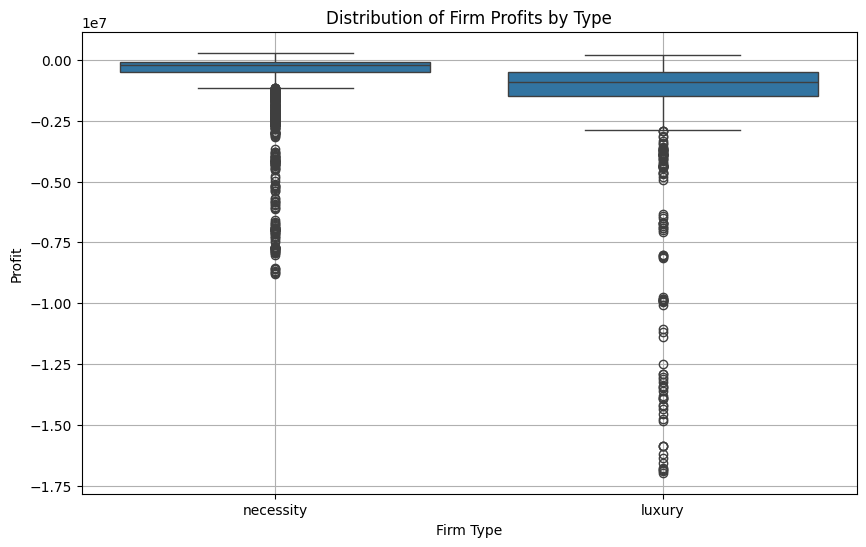 Distribution of Firm Profits by Type
1e7
0.00
−0.25
−0.50
−0.75
−1.00
−1.25
−1.50
−1.75
Profit
necessity
luxury
Firm Type